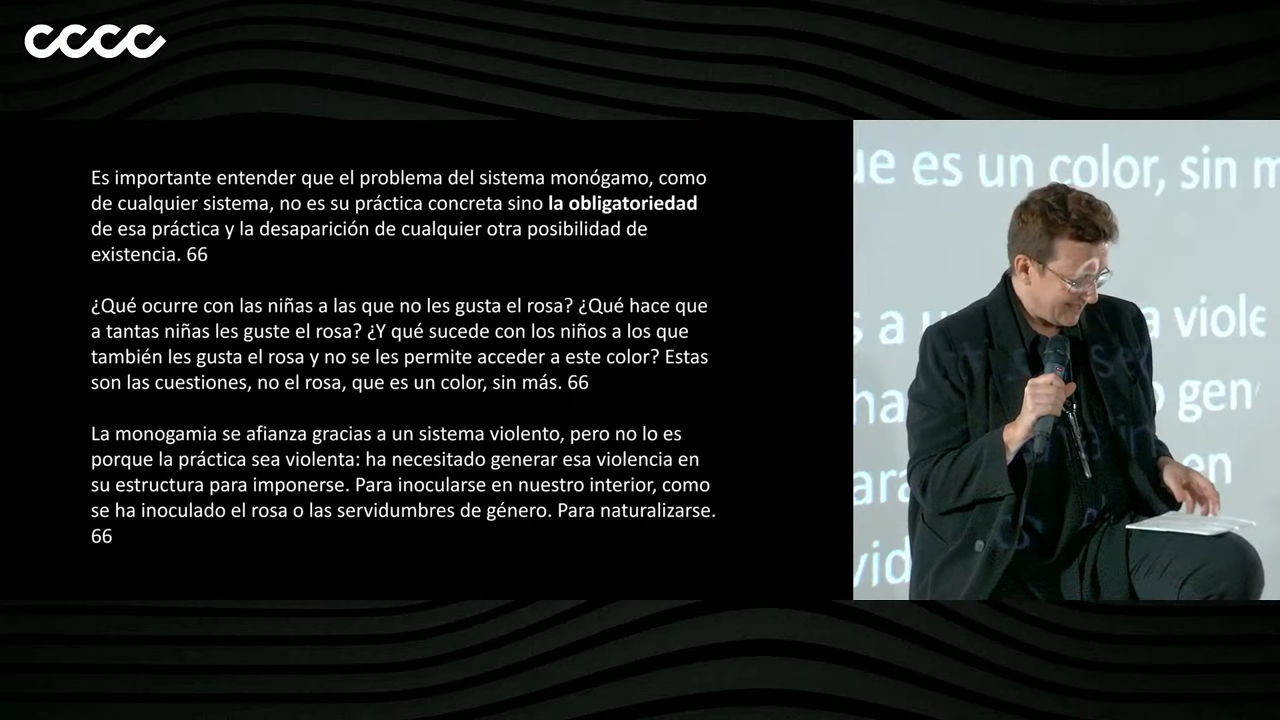 cccc
Es importante entender que el problema del sistema monógamo, como
de cualquier sistema, no es su práctica concreta sino la obligatoriedad
de esa práctica y la desaparición de cualquier otra posibilidad de
existencia. 66
¿Qué ocurre con las niñas a las que no les gusta el rosa? ¿Qué hace que
a tantas niñas les guste el rosa? ¿Y qué sucede con los niños a los que
también les gusta el rosa y no se les permite acceder a este color? Estas
son las cuestiones, no el rosa, que es un color, sin más. 66
La monogamia se afianza gracias a un sistema violento, pero no lo es
porque la práctica sea violenta: ha necesitado generar esa violencia en
su estructura para imponerse. Para inocularse en nuestro interior, como
se ha inoculado el rosa o las servidumbres de género. Para naturalizarse.
66
ue es un color, sin m
s a u a viole
ha o gen
ara en
vid